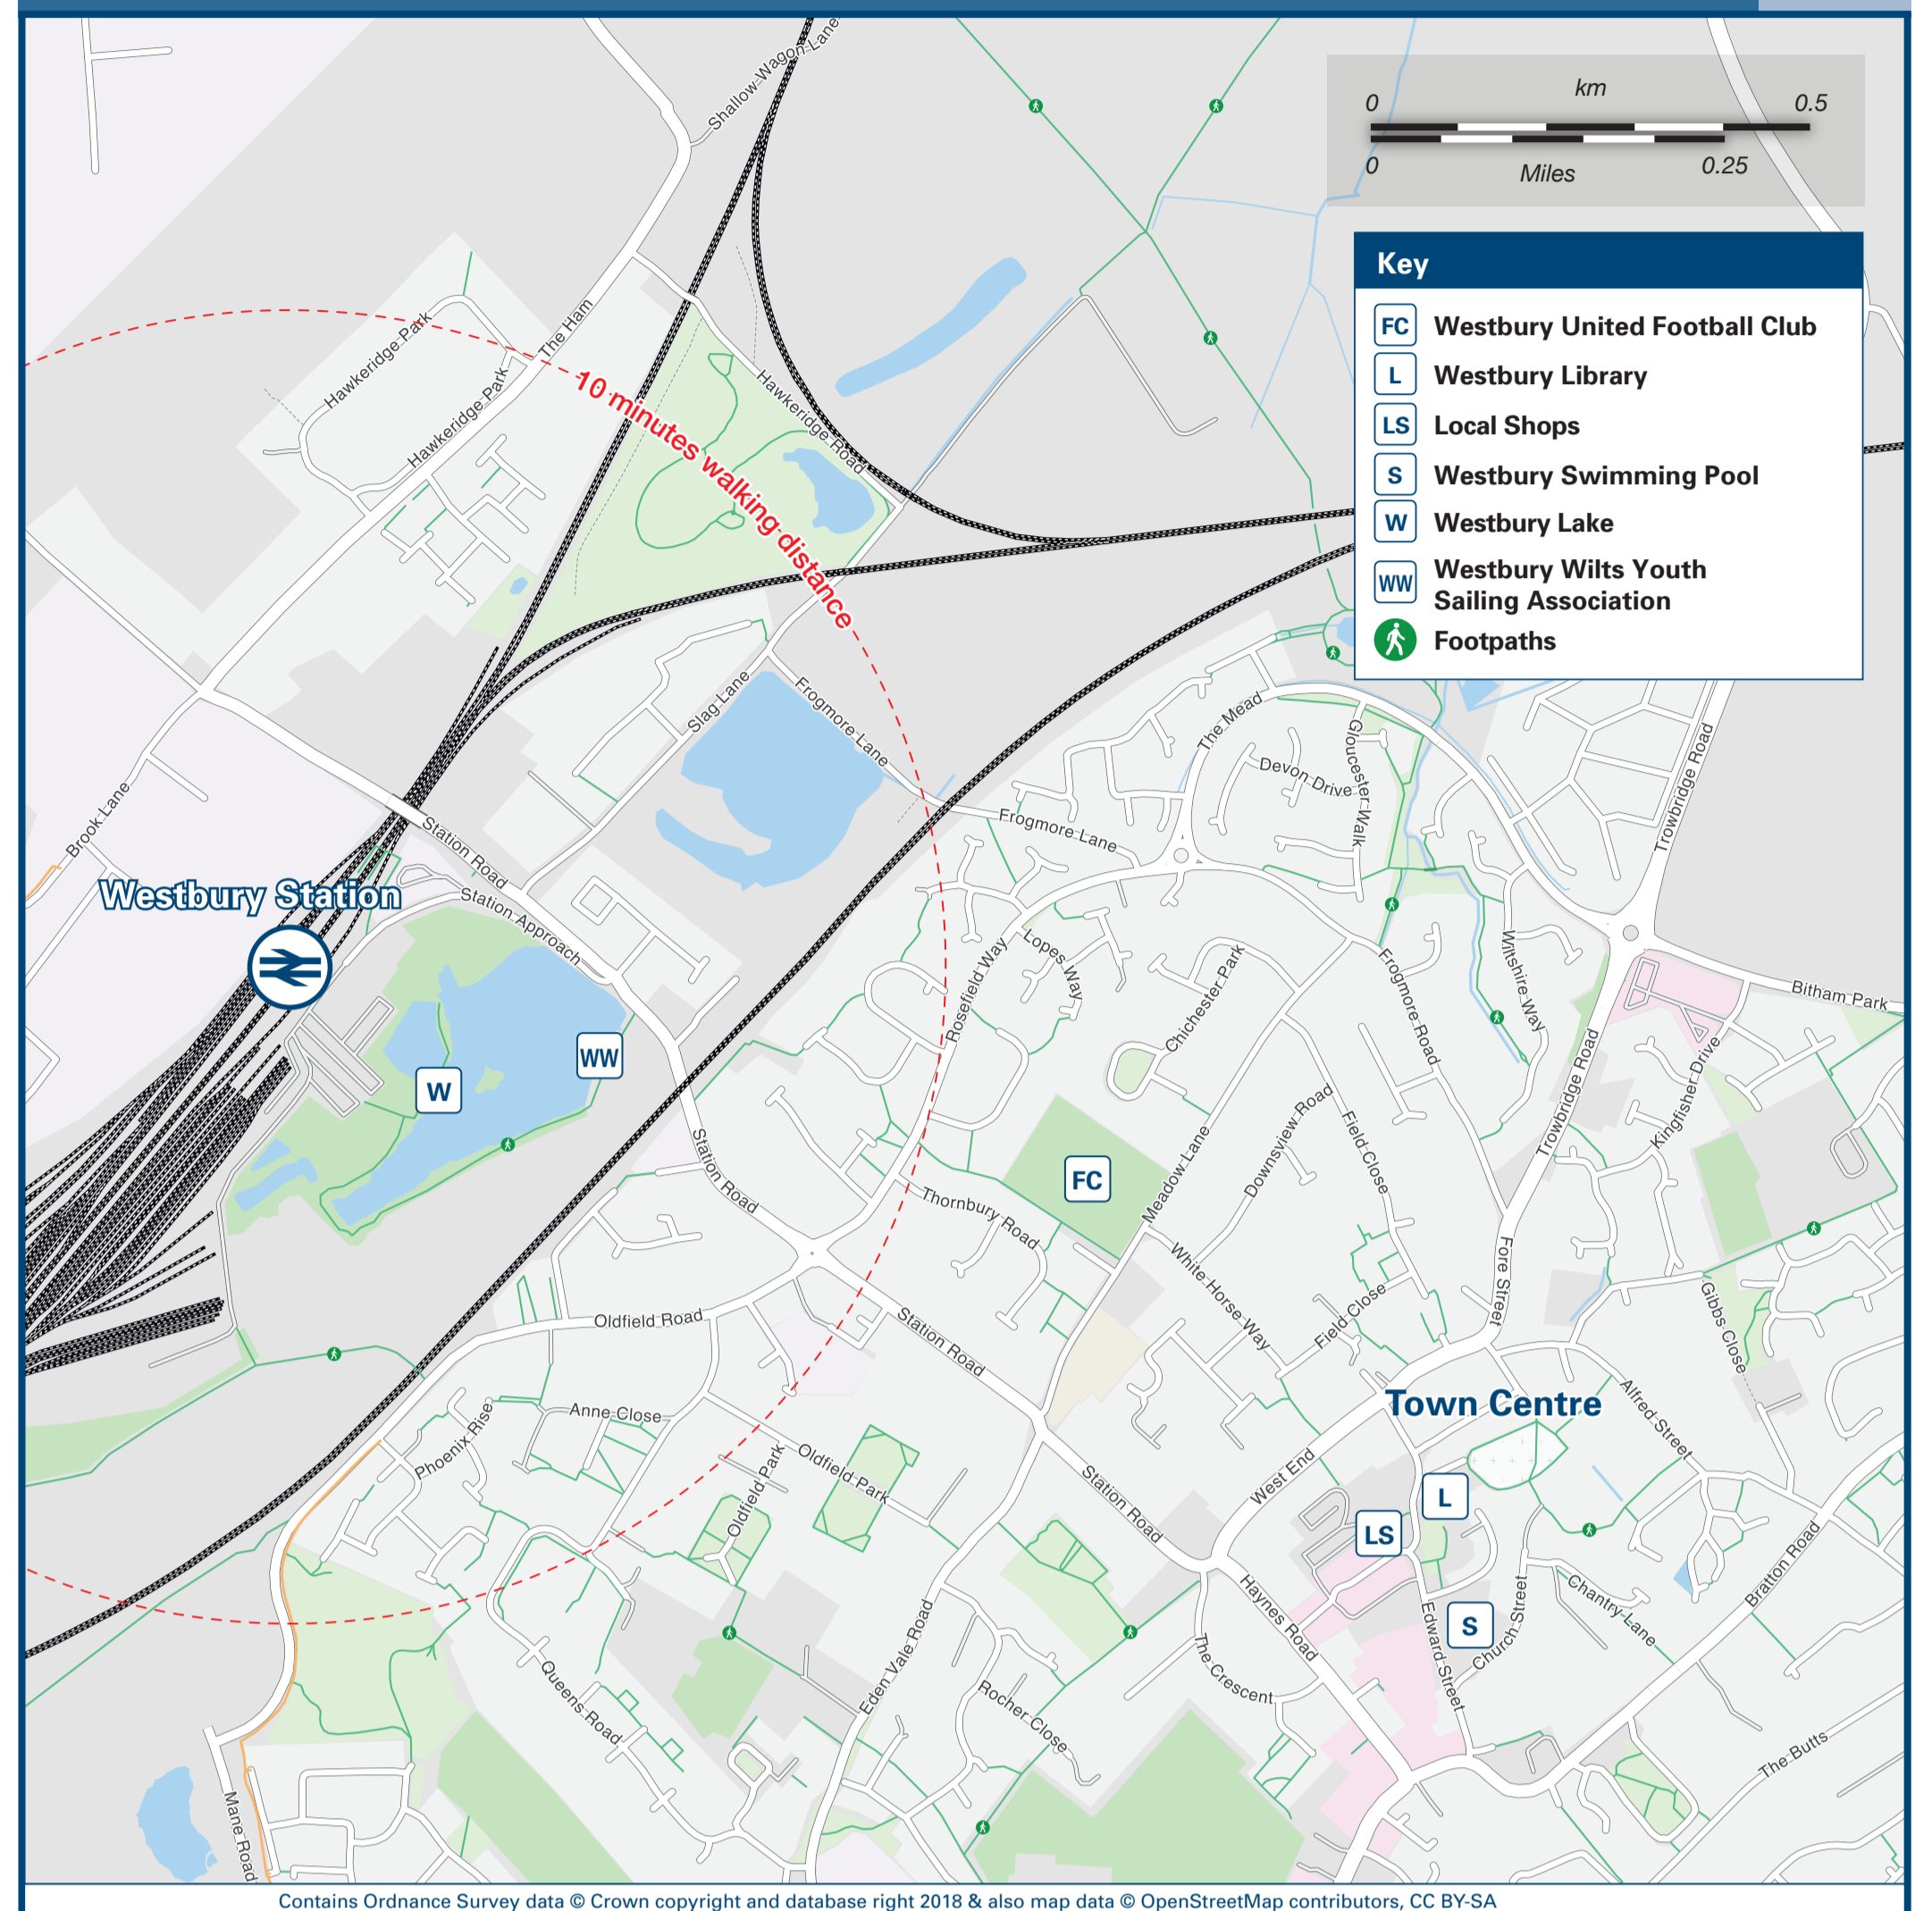 Shallow Wagon Lane
km
0 0.5
0 0.25
Miles
Key
FC Westbury United Football Club
L Westbury Library
LS Local Shops
S Westbury Swimming Pool
W Westbury Lake
WW Westbury Wilts Youth
Sailing Association
Footpaths
Hawkeridge Park
The Ham
Hawkeridge Park
10 minutes walking distance
Hawkeridge Road
Slag Lane
Frogmore Lane
The Mead
Gloucester Walk
Devon Drive
Trowbridge Road
Brook Lane
Station Road
Frogmore Lane
Westbury Station
Station Approach
Lopes Way
Rosefield Way
Chichester Park
Frogmore Road
Wiltshire Way
Bitham Park
WW
W
Trowbridge Road
Kingfisher Drive
Downsview Road
Field Close
Meadow Lane
FC
Station Road
Thornbury Road
White Horse Way
Fore Street
Field Close
Gibbs Close
Oldfield Road
Station Road
Town Centre
Alfred Street
Anne Close
Phoenix Rise
Oldfield Park
Oldfield Park
Station Road
West End
L
LS
Bratton Road
Chantry Lane
Haynes Road
Edward Street
S
Church Street
Eden Vale Road
The Crescent
Queens Road
Rocher Close
The Butts
Mane Road
Contains Ordnance Survey data © Crown copyright and database right 2018 & also map data © OpenStreetMap contributors, CC BY-SA